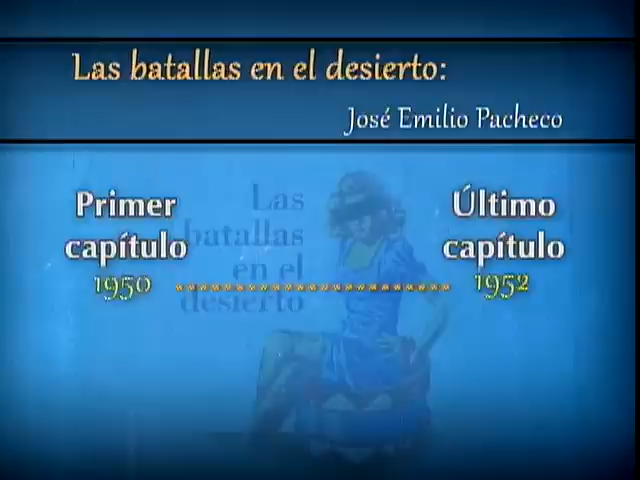 Las batallas en el desierto:
José Emilio Pacheco
Primer
capítulo
1950
Último
capítulo
1952
Las
batallas
en el
desierto